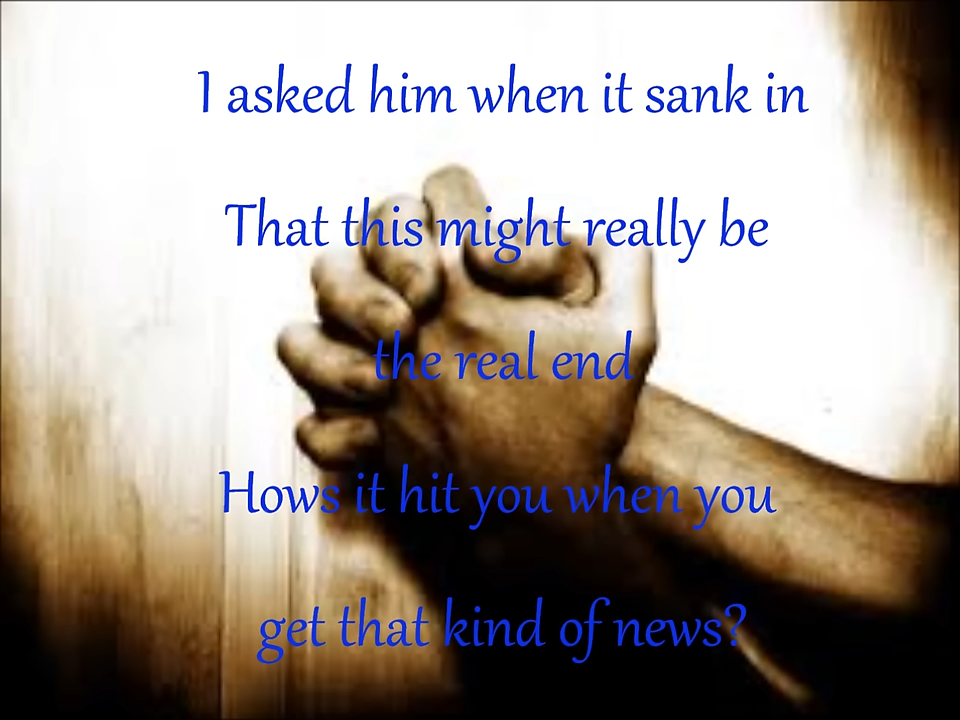 I asked him when it sank in
That this might really be
the real end
Hows it hit you when you
get that kind of news?